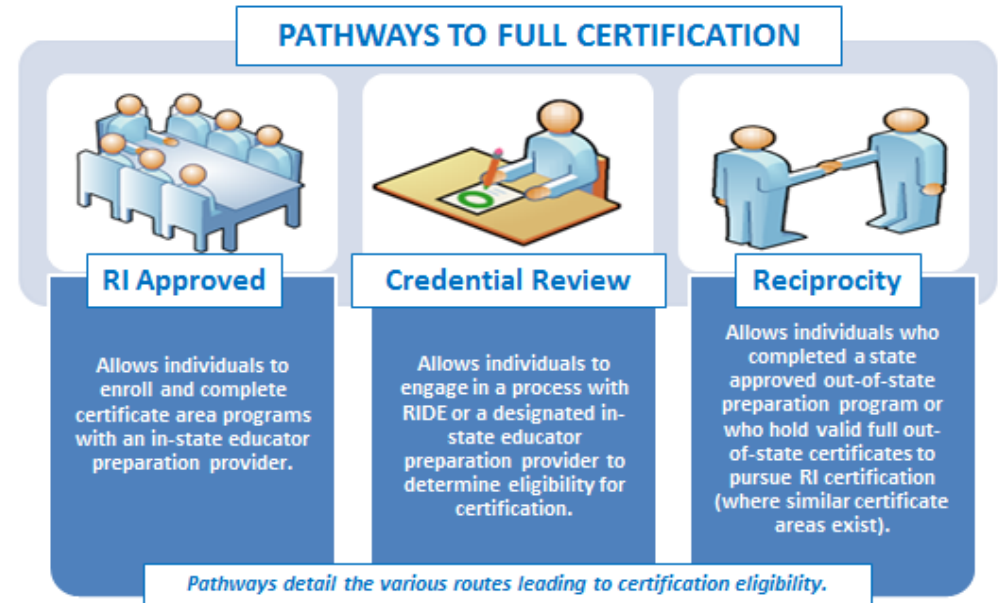 PATHWAYS TO FULL CERTIFICATION
RI Approved
Allows individuals to
enroll and complete
certificate area programs
with an in-state educator
preparation provider.
Credential Review
Allows individuals to
engage in a process with
RIDE or a designated in-
state educator
preparation provider to
determine eligibility for
certification.
Reciprocity
Allows individuals who
completed a state
approved out-of-state
preparation program or
who hold valid full out-
of-state certificates to
pursue RI certification
(where similar certificate
areas exist).
Pathways detail the various routes leading to certification eligibility.